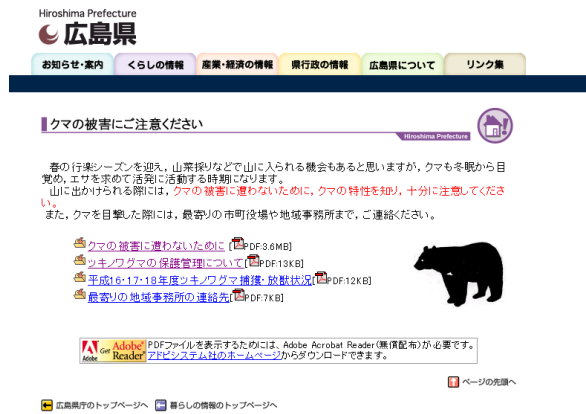 Hiroshima Prefecture
広島県
お知らせ・案内 くらしの情報 産業・経済の情報 県行政の情報 広島県について リンク集
クマの被害にご注意ください
Hiroshima Prefecture
春の行楽シーズンを迎え，山菜採りなどで山に入られる機会もあると思いますが，クマも冬眠から目
覚め，エサを求めて活発に活動する時期になります。
山に出かけられる際には，クマの被害に遭わないために，クマの特性を知り，十分に注意してくださ
い。
また，クマを目撃した際には，最寄りの市町役場や地域事務所まで，ご連絡ください。
クマの被害に遭わないために [PDF:3.6MB]
ツキノワグマの保護管理について[PDF:13KB]
平成16・17・18年度ツキノワグマ捕獲・放獣状況[PDF:12KB]
最寄りの地域事務所の連絡先[PDF:7KB]
Adobe Get Adobe Reader PDFファイルを表示するためには、Adobe Acrobat Reader(無償配布)が必要です。
アドビシステム社のホームページからダウンロードできます。
ページの先頭へ
広島県庁のトップページへ 暮らしの情報のトップページへ